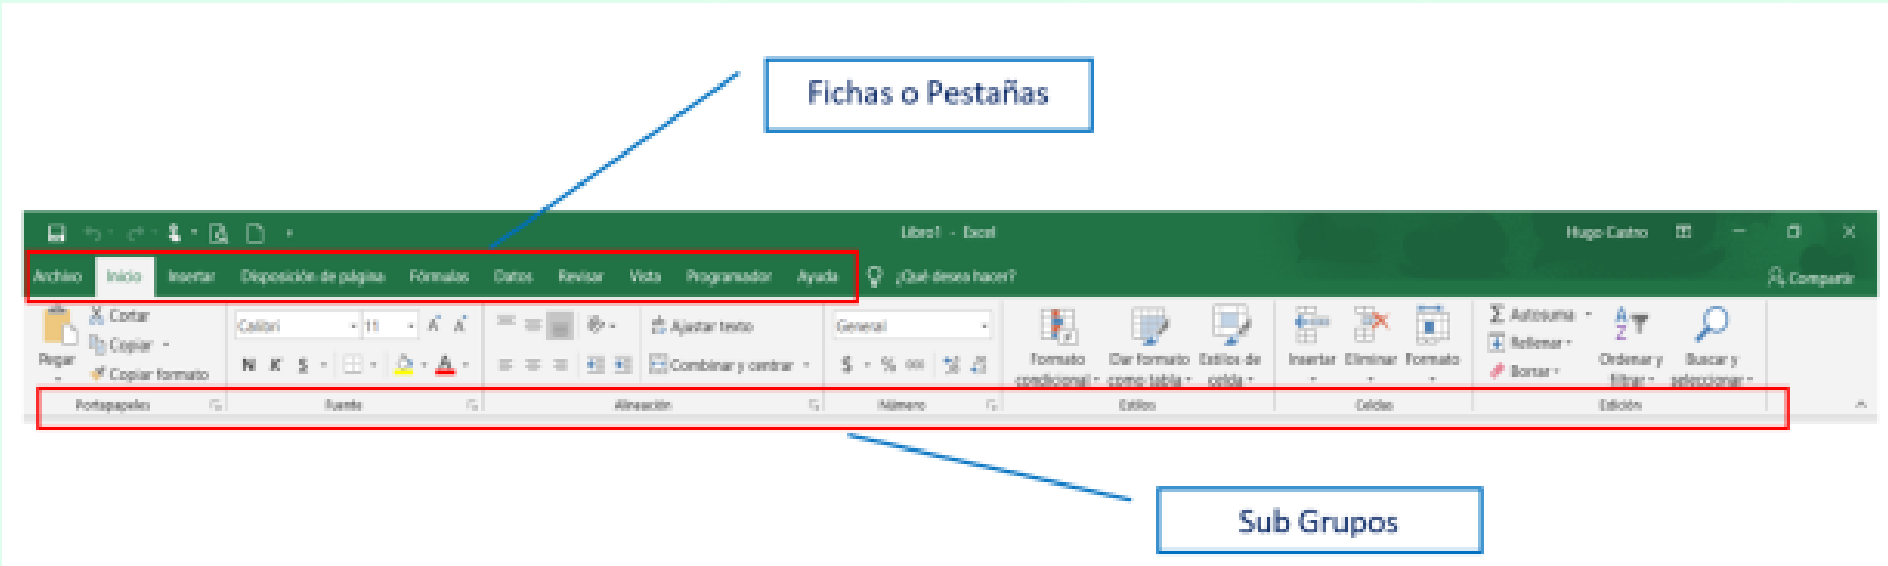 Fichas o Pestañas
Libro1 - Excel
Hugo Castro
Archivo Inicio Insertar Disposición de página Fórmulas Datos Revisar Vista Programador Ayuda ¿Qué desea hacer? Compartir
Cortar
Copiar
Copiar formato
Pegar
Calibri 11
N K S
Ajustar texto
Combinar y centrar
General
$ % 000
Formato condicional
Dar formato como tabla
Estilos de celda
Insertar Eliminar Formato
Autosuma
Rellenar
Borrar
Ordenar y filtrar
Buscar y seleccionar
Portapapeles Fuente Alineación Número Estilos Celdas Edición
Sub Grupos